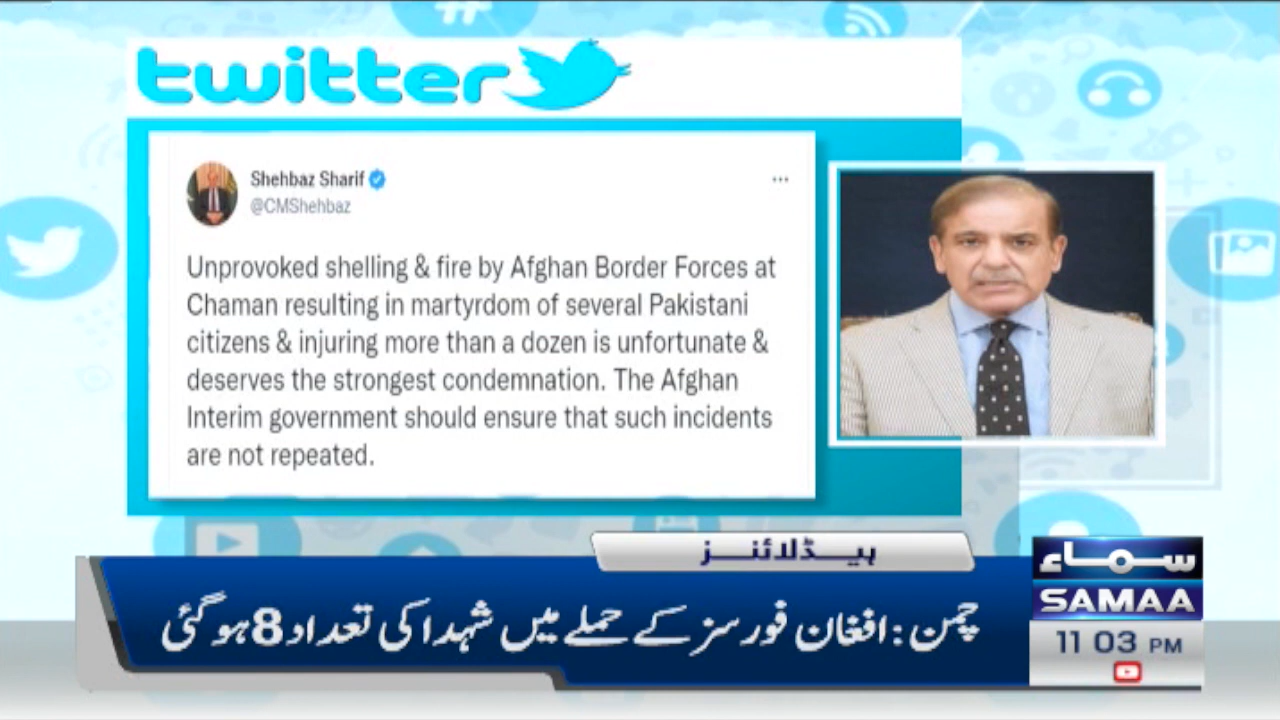 twitter
Shehbaz Sharif
@CMShehbaz
Unprovoked shelling & fire by Afghan Border Forces at
Chaman resulting in martyrdom of several Pakistani
citizens & injuring more than a dozen is unfortunate &
deserves the strongest condemnation. The Afghan
Interim government should ensure that such incidents
are not repeated.
ہیڈلائنز
چمن: افغان فورسز کے حملے میں شہدا کی تعداد 8 ہوگئی
سماء
SAMAA
11 03 PM